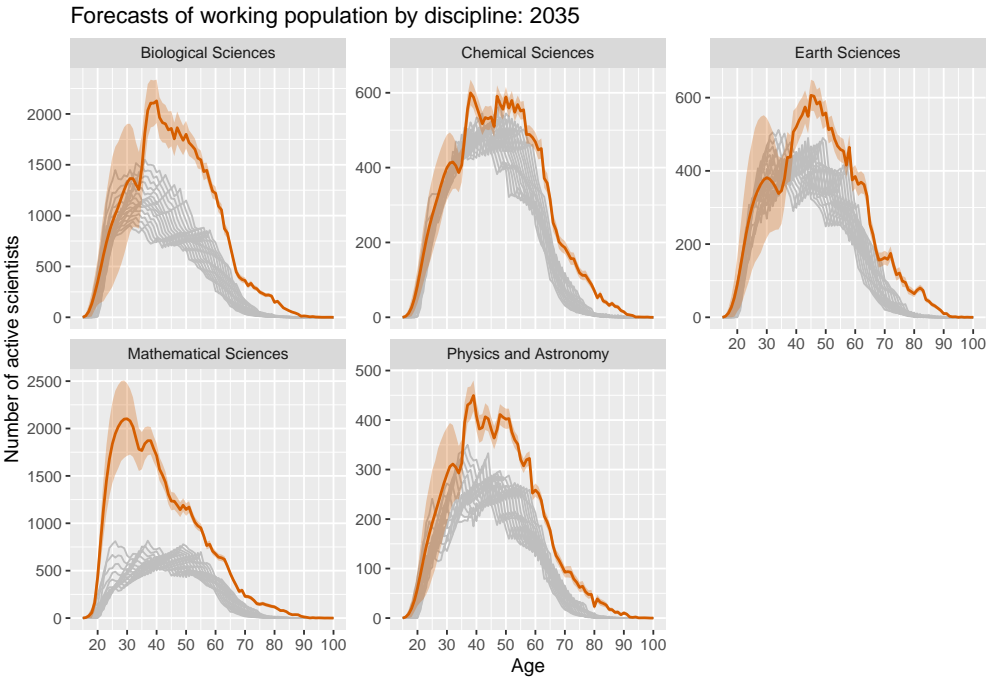 Forecasts of working population by discipline: 2035
Biological Sciences
Chemical Sciences
Earth Sciences
2000
1500
1000
500
0
600
400
200
0
600
400
200
0
20 30 40 50 60 70 80 90 100
Mathematical Sciences
Physics and Astronomy
2500
2000
1500
1000
500
0
500
400
300
200
100
0
20 30 40 50 60 70 80 90 100
20 30 40 50 60 70 80 90 100
Number of active scientists
Age